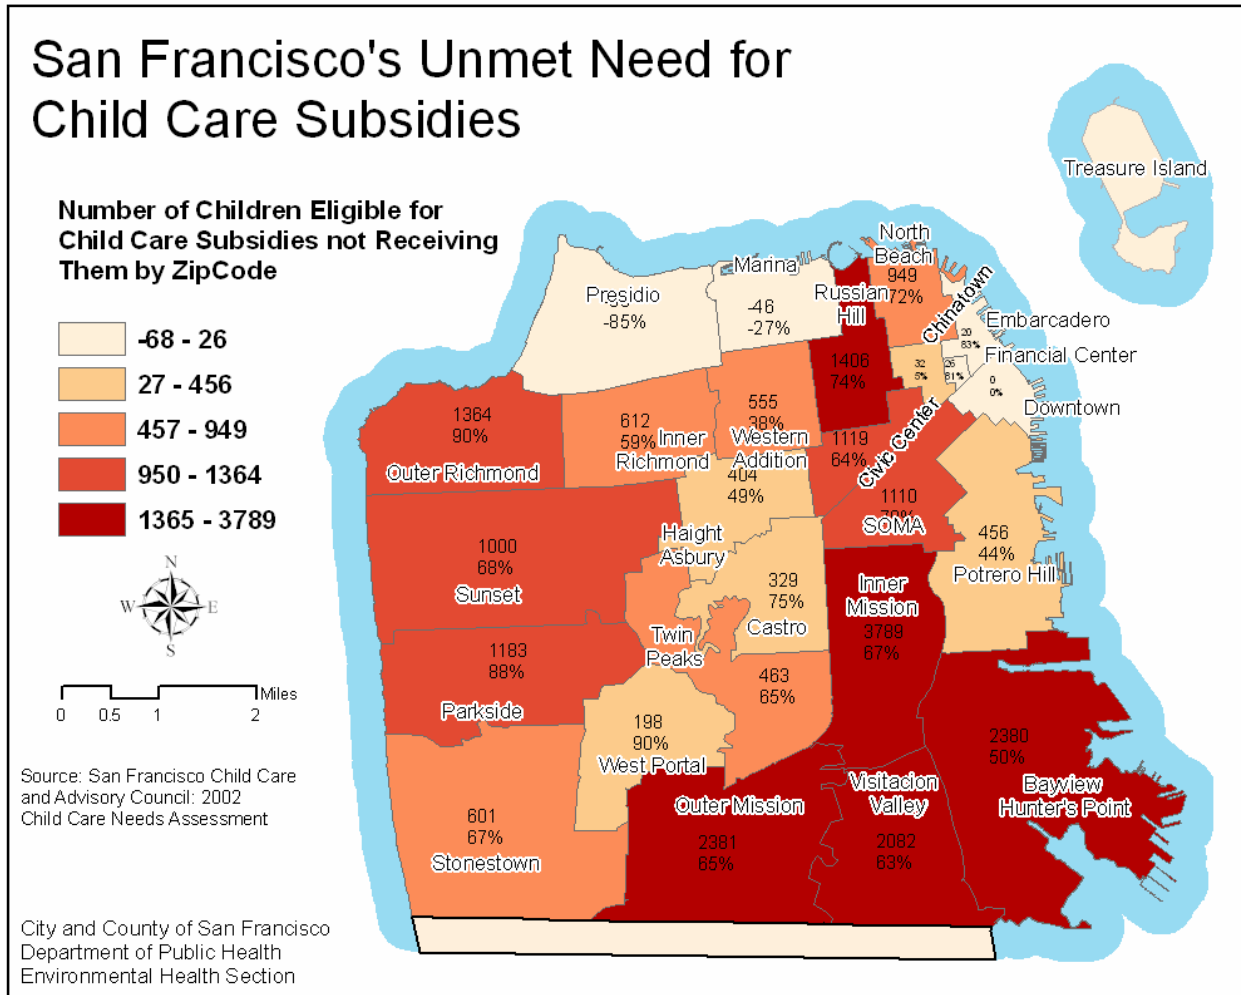 San Francisco's Unmet Need for
Child Care Subsidies
Number of Children Eligible for
Child Care Subsidies not Receiving
Them by ZipCode
-68 - 26
27 - 456
457 - 949
950 - 1364
1365 - 3789
N
W
E
S
Miles
0
0.5
1
2
Source: San Francisco Child Care
and Advisory Council: 2002
Child Care Needs Assessment
City and County of San Francisco
Department of Public Health
Environmental Health Section
Treasure Island
North
Beach
949
72%
Marina
-46
-27%
Presidio
-85%
Russian
Hill
1406
74%
Chinatown
Embarcadero
83%
Financial Center
32
5%
26
81%
0
0%
Downtown
1364
90%
Outer Richmond
612
59%
Inner
Richmond
555
38%
Western
Addition
1119
64%
Civic Center
404
49%
Haight
Asbury
1110
SOMA
456
44%
Potrero Hill
1000
68%
Sunset
329
75%
Castro
Inner
Mission
3789
67%
Twin
Peaks
1183
88%
Parkside
463
65%
198
90%
West Portal
2380
50%
Bayview
Hunter's Point
Visitacion
Valley
2082
63%
Outer Mission
2381
65%
601
67%
Stonestown